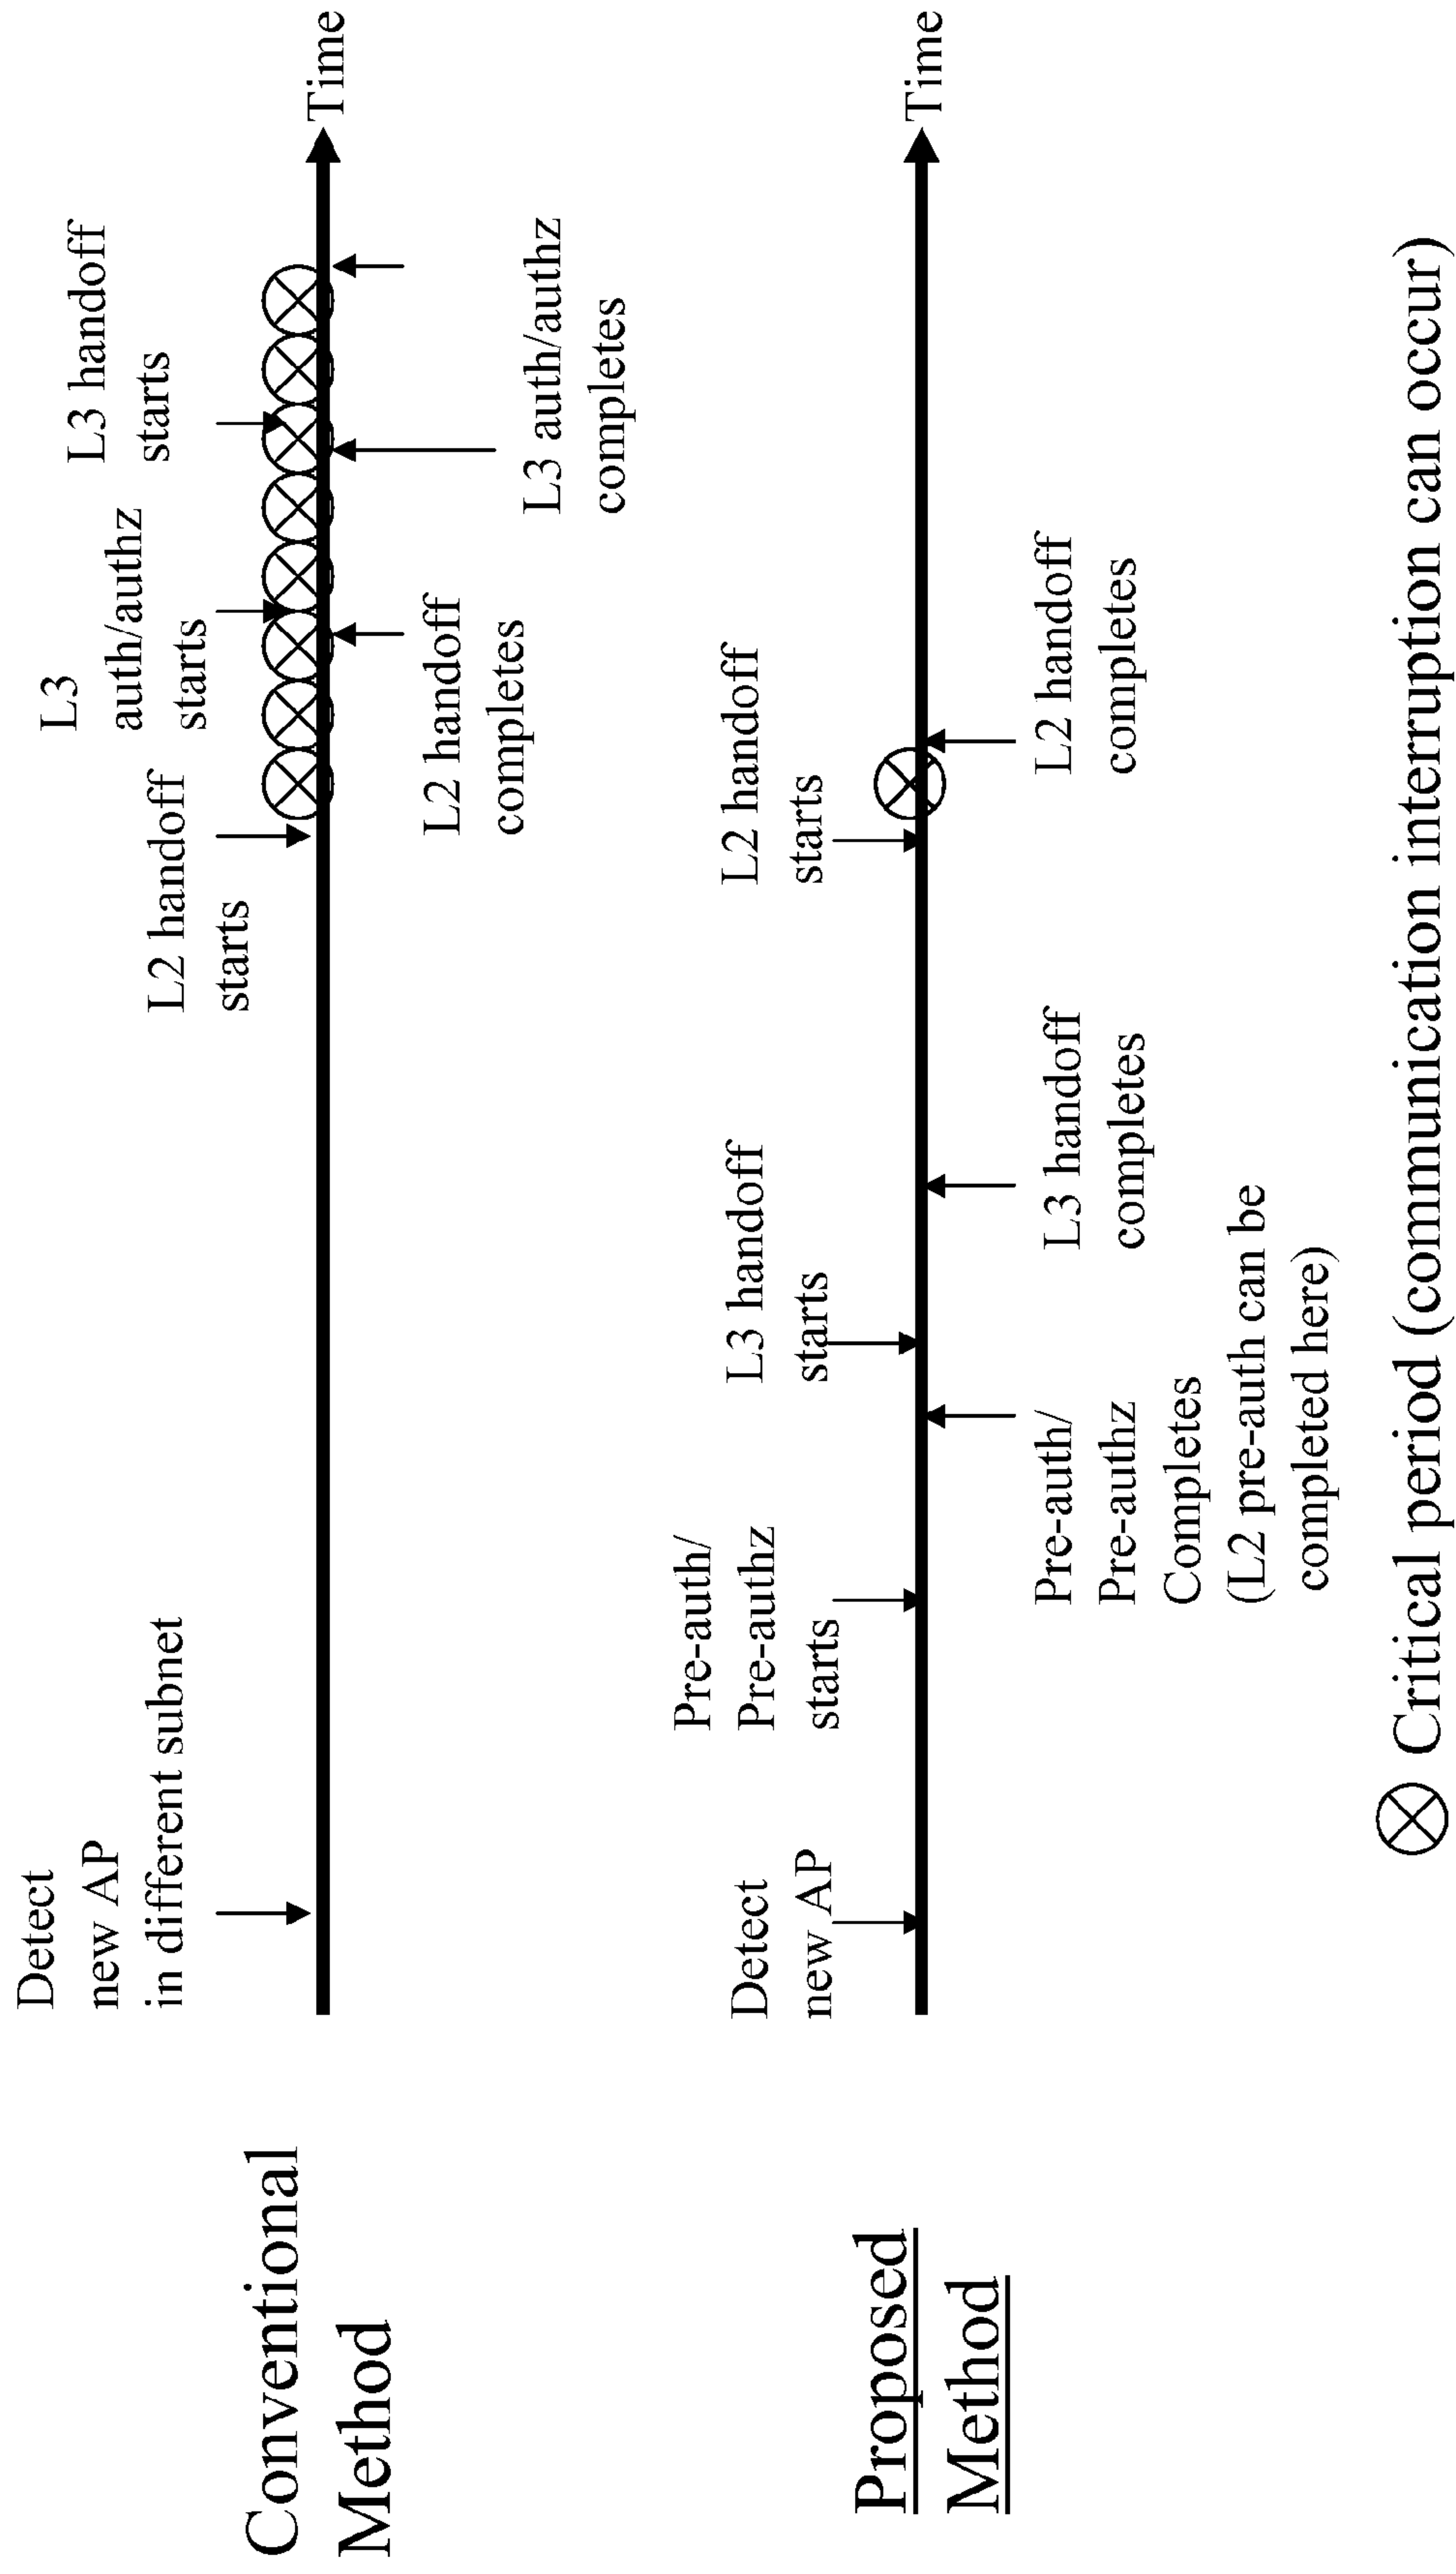 Conventional
Method
Detect
new AP
in different subnet
L2 handoff
starts
L3
auth/authz
starts
L3 handoff
starts
L2 handoff
completes
L3 auth/authz
completes
Time
Proposed
Method
Detect
new AP
Pre-auth/
Pre-authz
starts
L3 handoff
starts
L2 handoff
starts
Pre-auth/
Pre-authz
Completes
(L2 pre-auth can be
completed here)
L3 handoff
completes
L2 handoff
completes
Time
Critical period (communication interruption can occur)